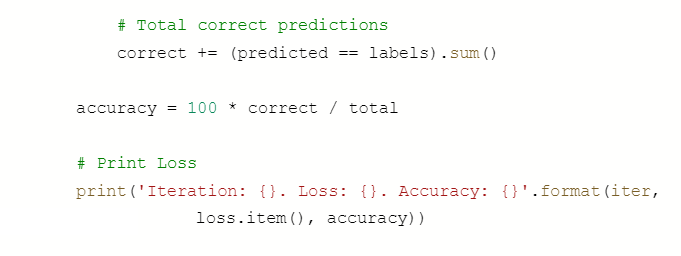 # Total correct predictions
correct += (predicted == labels).sum()
accuracy = 100 * correct / total
# Print Loss
print('Iteration: {}. Loss: {}. Accuracy: {}'.format(iter,
loss.item(), accuracy))